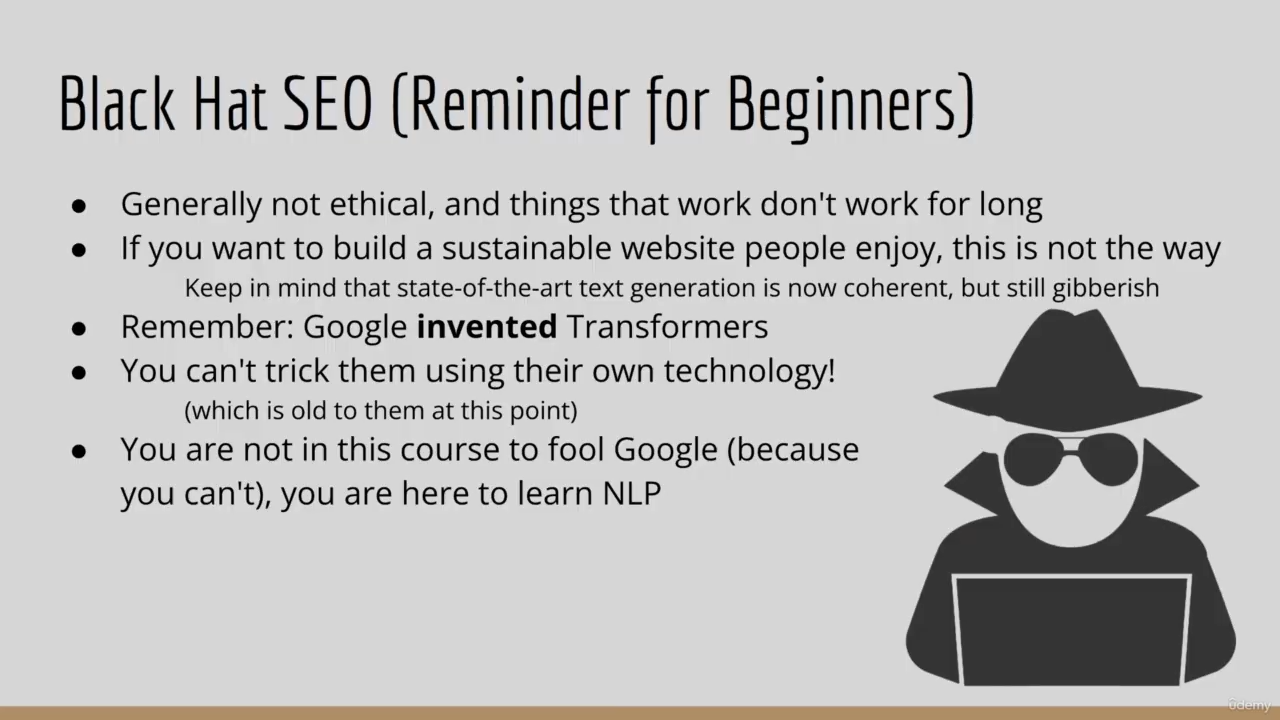 Black Hat SEO (Reminder for Beginners)
● Generally not ethical, and things that work don't work for long
● If you want to build a sustainable website people enjoy, this is not the way
Keep in mind that state-of-the-art text generation is now coherent, but still gibberish
● Remember: Google invented Transformers
● You can't trick them using their own technology!
(which is old to them at this point)
● You are not in this course to fool Google (because
you can't), you are here to learn NLP
ûdemy